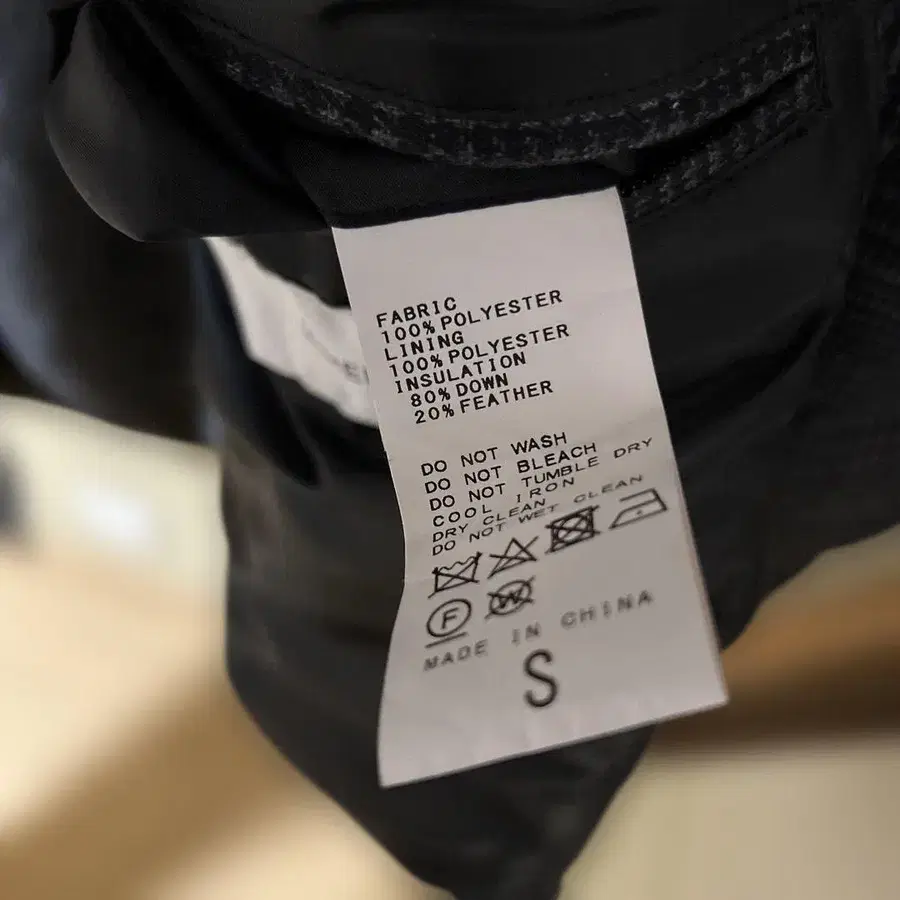 FABRIC
100% POLYESTER
LINING
100% POLYESTER
INSULATION
80% DOWN
20% FEATHER
DO NOT WASH
DO NOT BLEACH
DO NOT TUMBLE DRY
COOL IRON
DRY CLEAN
DO NOT WET CLEAN
F W
MADE IN CHINA
S